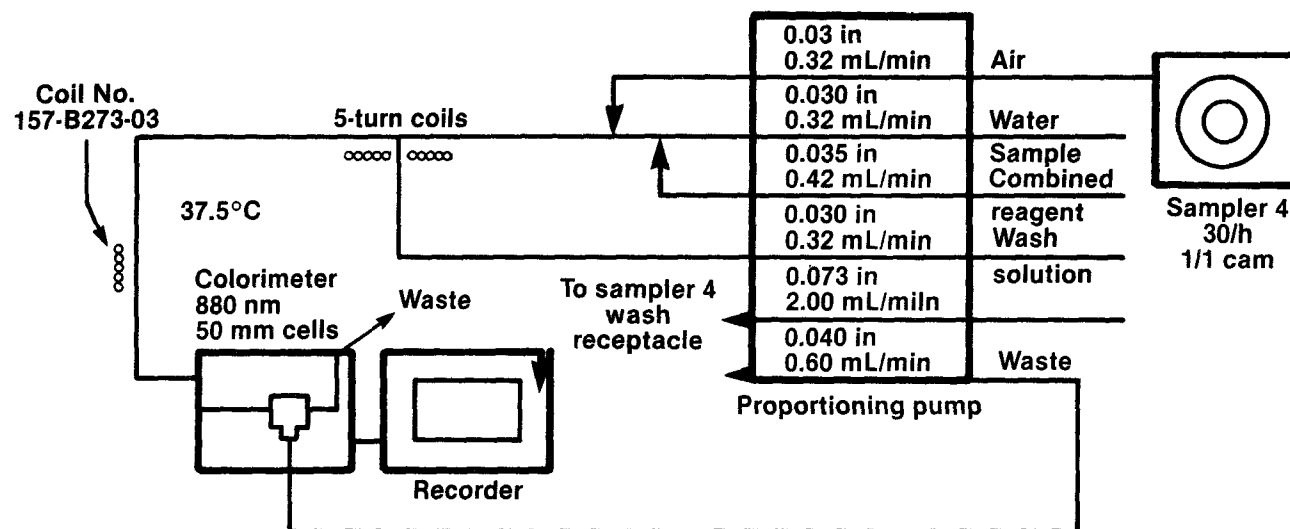 0.03 in
0.32 mL/min
Air
0.030 in
0.32 mL/min
Water
0.035 in
0.42 mL/min
Sample
Combined
0.030 in
0.32 mL/min
reagent
Wash
0.073 in
2.00 mL/miln
solution
0.040 in
0.60 mL/min
Waste
Proportioning pump
Sampler 4
30/h
1/1 cam
Coil No.
157-B273-03
5-turn coils
37.5°C
Colorimeter
880 nm
50 mm cells
Waste
To sampler 4
wash
receptacle
Recorder